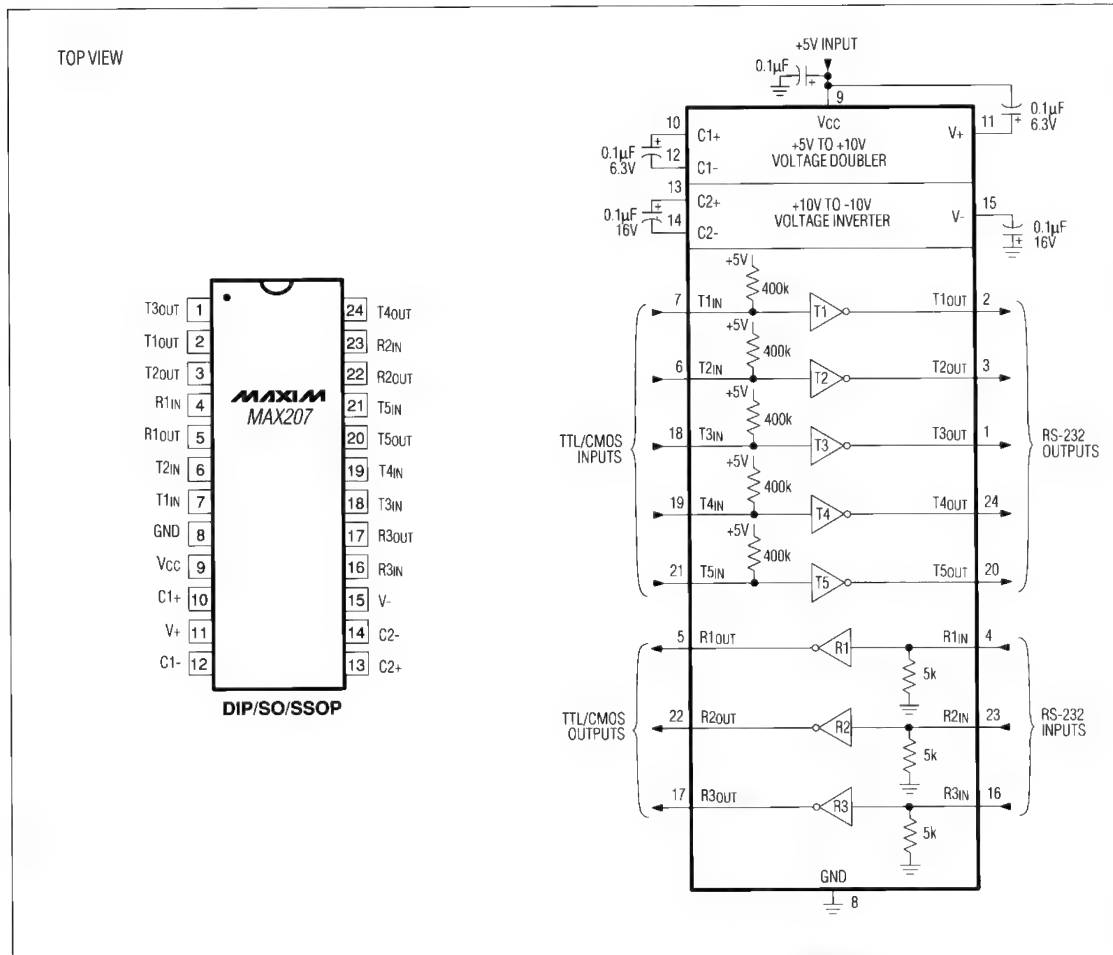 TOP VIEW
T3OUT 1
T1OUT 2
T2OUT 3
R1IN 4
R1OUT 5
T2IN 6
T1IN 7
GND 8
VCC 9
C1+ 10
V+ 11
C1- 12
MAXIM
MAX207
24 T4OUT
23 R2IN
22 R2OUT
21 T5IN
20 T5OUT
19 T4IN
18 T3IN
17 R3OUT
16 R3IN
15 V-
14 C2-
13 C2+
DIP/SO/SSOP
+5V INPUT
0.1µF
+
9
VCC
0.1µF
6.3V
+
10 C1+
+
0.1µF
6.3V
12 C1-
+5V TO +10V
VOLTAGE DOUBLER
V+ 11
13 C2+
+
0.1µF
16V
14 C2-
+10V TO -10V
VOLTAGE INVERTER
V- 15
0.1µF
16V
+
TTL/CMOS
INPUTS
+5V
400k
7 T1IN T1 T1OUT 2
+5V
400k
6 T2IN T2 T2OUT 3
+5V
400k
18 T3IN T3 T3OUT 1
+5V
400k
19 T4IN T4 T4OUT 24
+5V
400k
21 T5IN T5 T5OUT 20
RS-232
OUTPUTS
TTL/CMOS
OUTPUTS
5 R1OUT R1 R1IN 4
5k
22 R2OUT R2 R2IN 23
5k
17 R3OUT R3 R3IN 16
5k
RS-232
INPUTS
GND
8